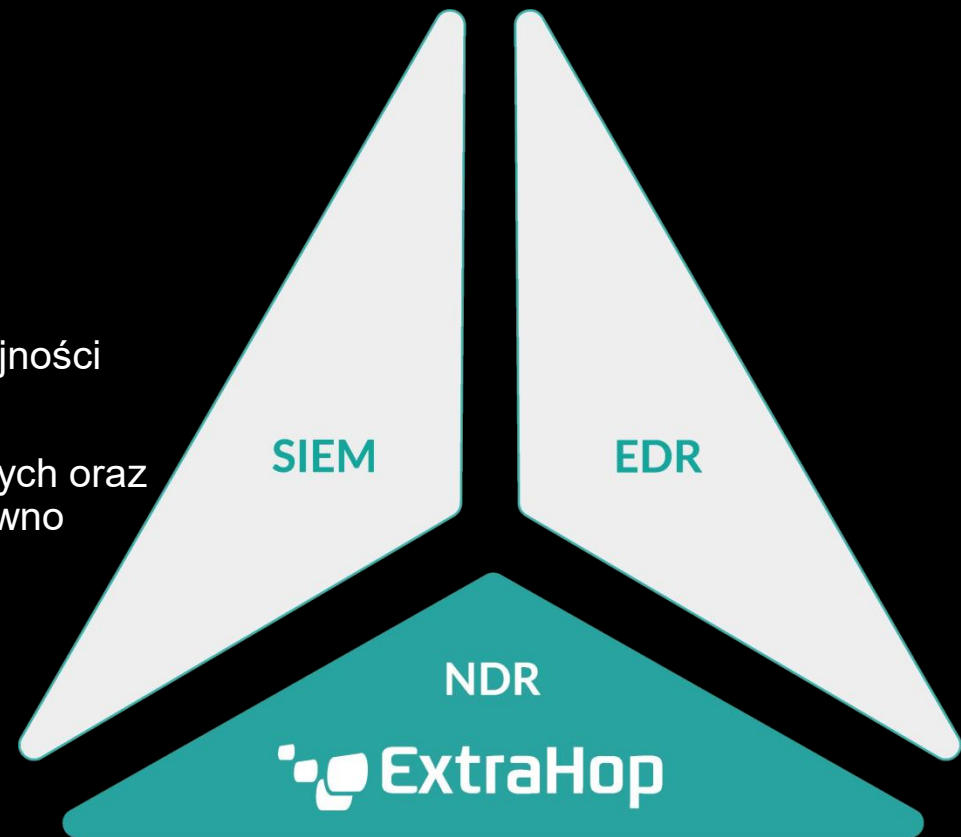 jności
SIEM
EDR
ych oraz
wno
NDR
ExtraHop